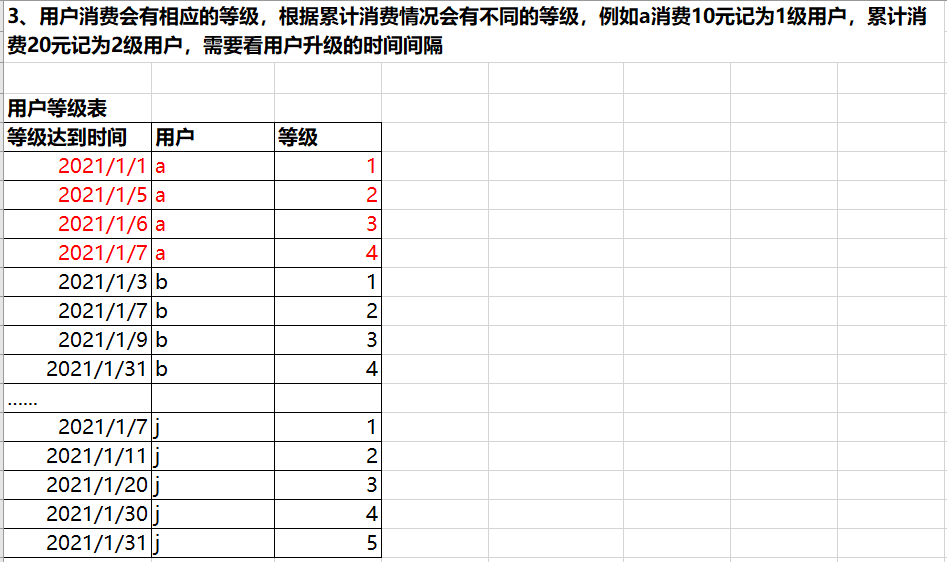 3、用户消费会有相应的等级，根据累计消费情况会有不同的等级，例如a消费10元记为1级用户，累计消
费20元记为2级用户，需要看用户升级的时间间隔
用户等级表
等级达到时间 用户 等级
2021/1/1 a 1
2021/1/5 a 2
2021/1/6 a 3
2021/1/7 a 4
2021/1/3 b 1
2021/1/7 b 2
2021/1/9 b 3
2021/1/31 b 4
……
2021/1/7 j 1
2021/1/11 j 2
2021/1/20 j 3
2021/1/30 j 4
2021/1/31 j 5